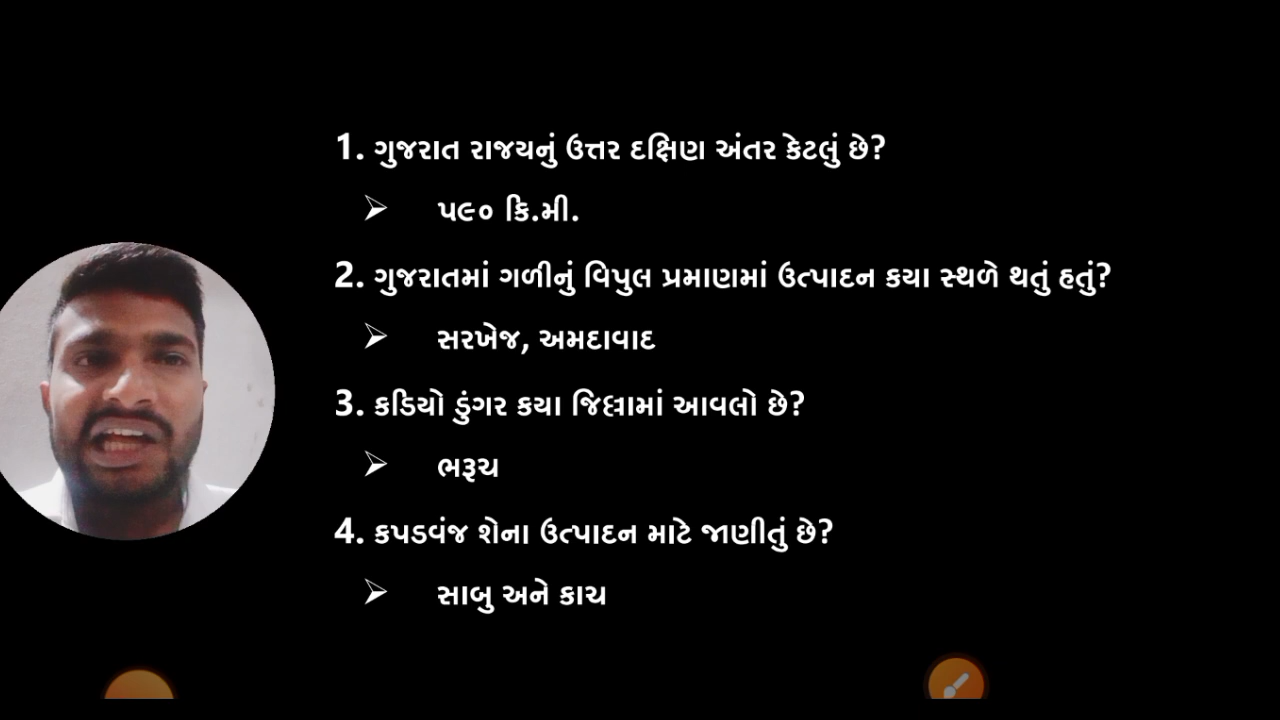 1. ગુજરાત રાજ્યનું ઉત્તર દક્ષિણ અંતર કેટલું છે?
➢ ૫૯૦ કિ.મી.
2. ગુજરાતમાં ગળીનું વિપુલ પ્રમાણમાં ઉત્પાદન કયા સ્થળે થતું હતું?
➢ સરખેજ, અમદાવાદ
3. કડિયો ડુંગર કયા જિલ્લામાં આવલો છે?
➢ ભરૂચ
4. કપડવંજ શેના ઉત્પાદન માટે જાણીતું છે?
➢ સાબુ અને કાચ